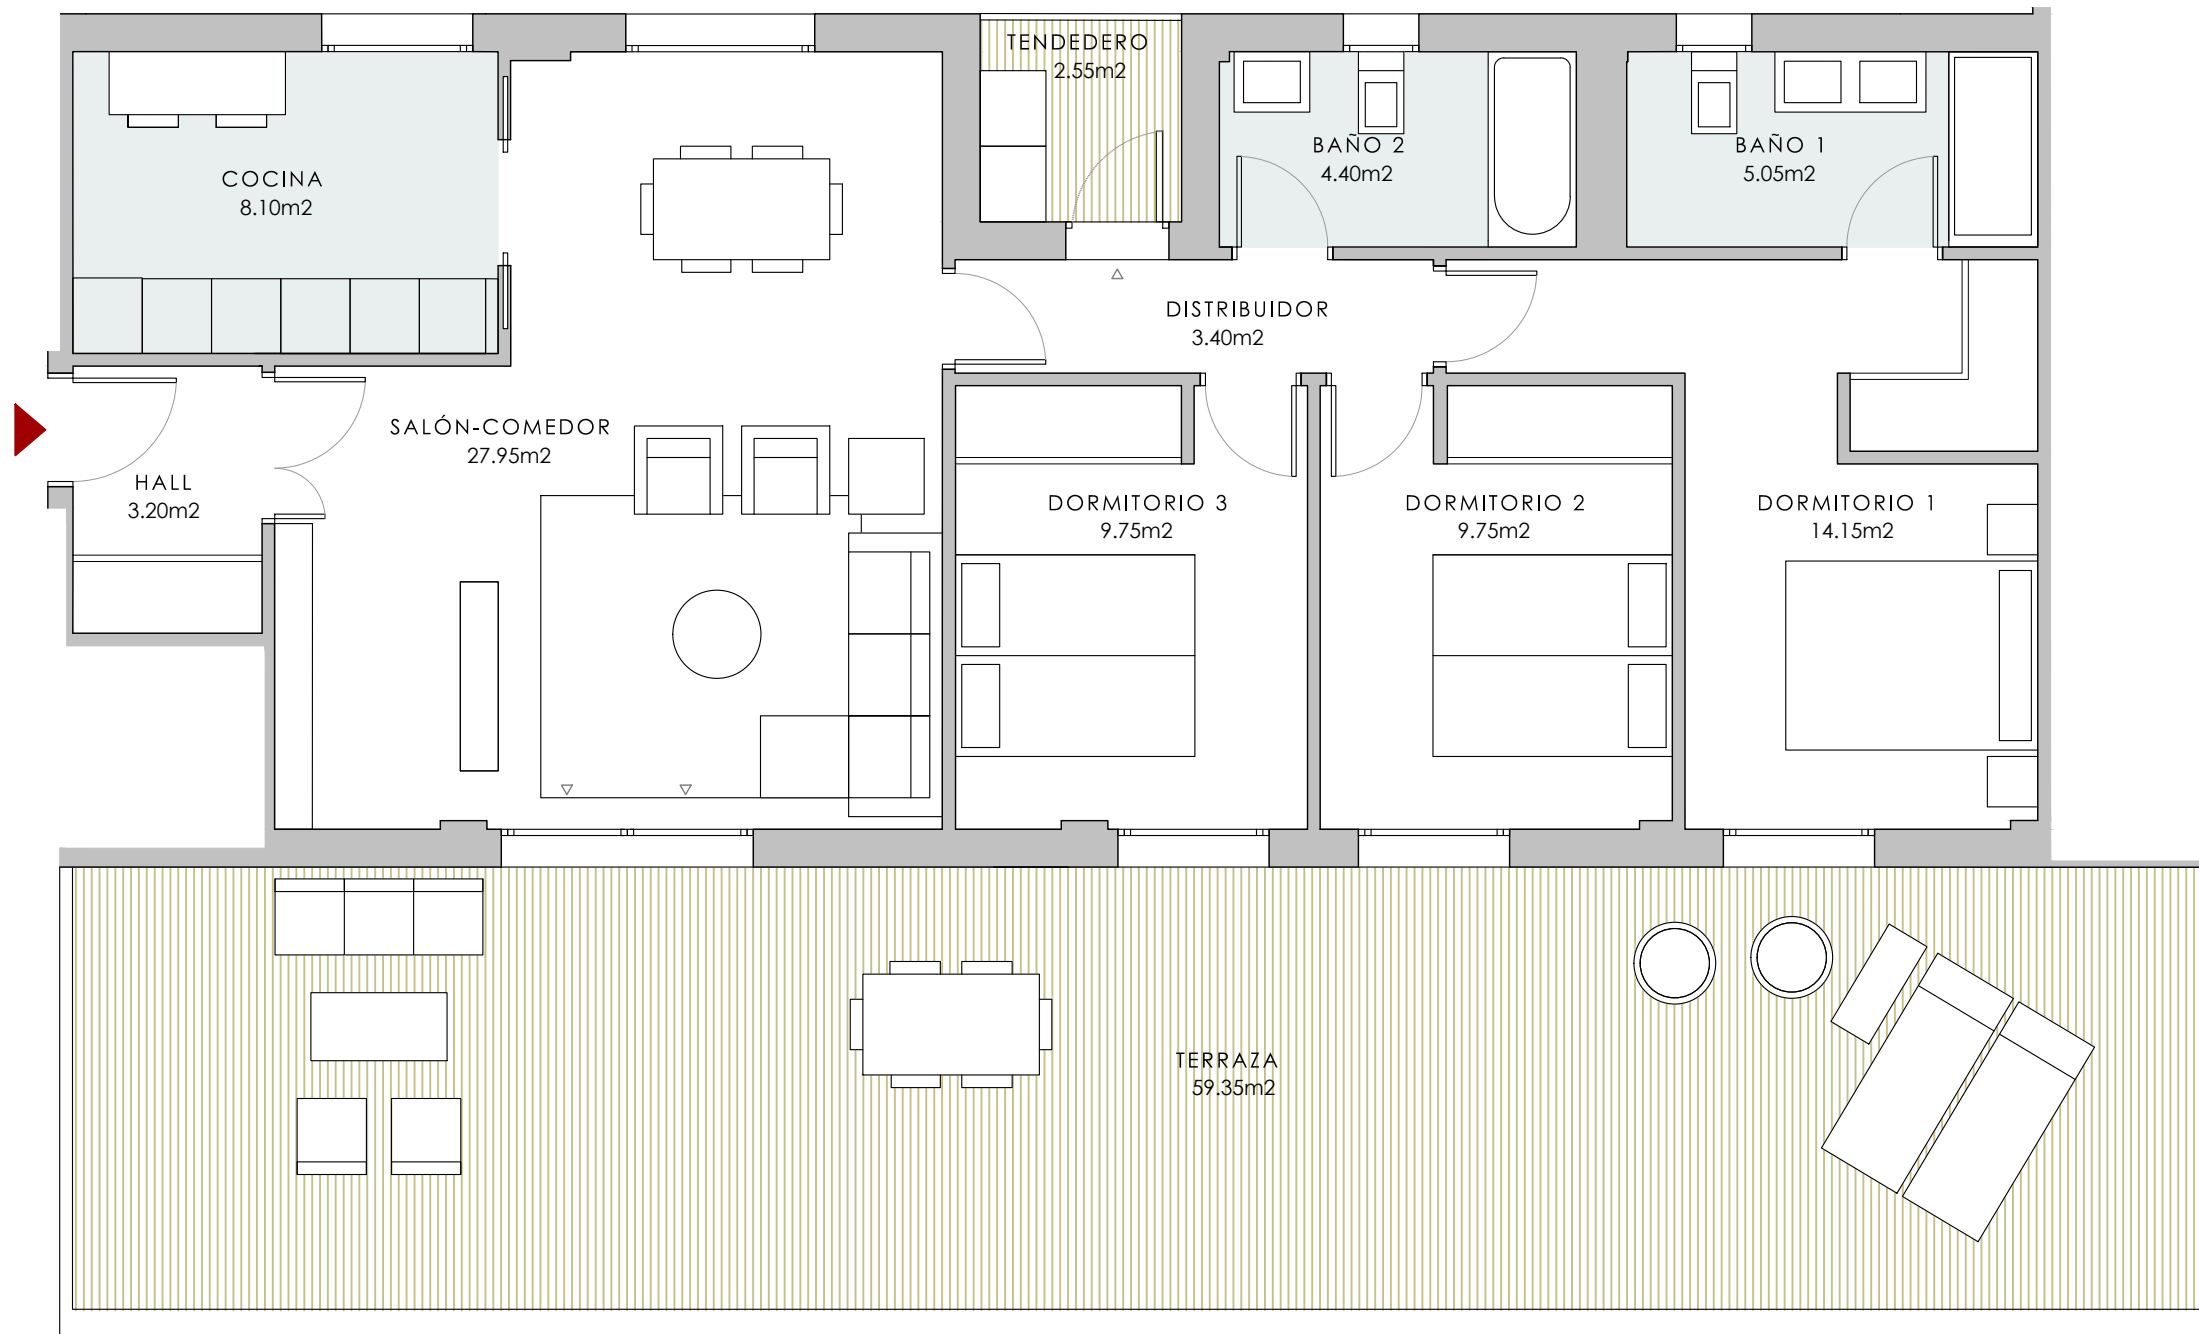 TENDEDERO
2.55m2
COCINA
8.10m2
BAÑO 2
4.40m2
BAÑO 1
5.05m2
DISTRIBUIDOR
3.40m2
SALÓN-COMEDOR
27.95m2
HALL
3.20m2
DORMITORIO 3
9.75m2
DORMITORIO 2
9.75m2
DORMITORIO 1
14.15m2
TERRAZA
59.35m2